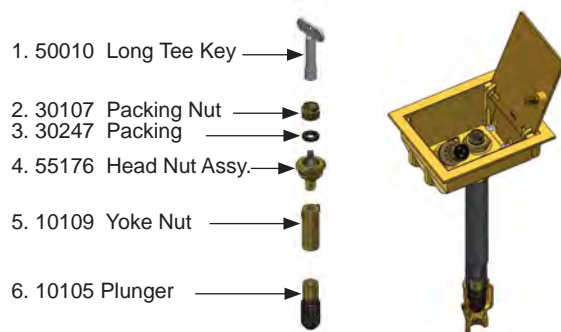 1. 50010 Long Tee Key
2. 30107 Packing Nut
3. 30247 Packing
4. 55176 Head Nut Assy.
5. 10109 Yoke Nut
6. 10105 Plunger